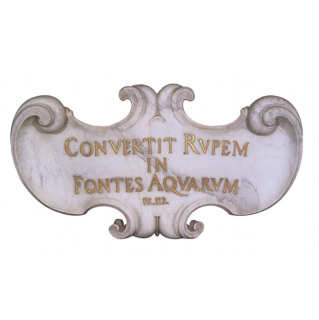 CONVERTIT RVPEM
IN
FONTES AQVARVM